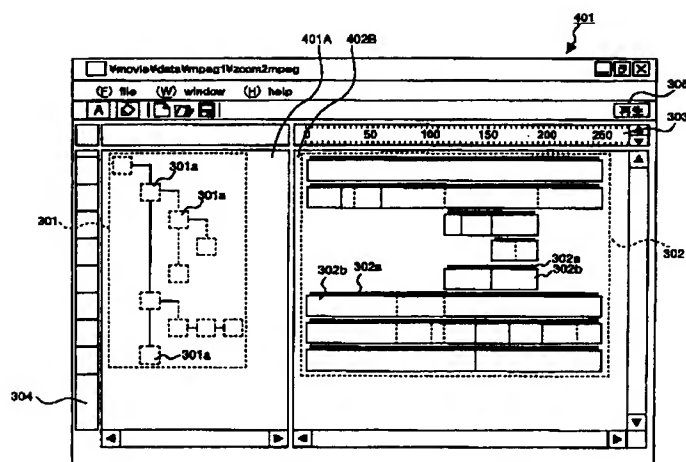 401
401A 402B
¥movie¥data¥mpeg1¥zoom2mpeg
(F) file (W) window (H) help
A
305
303
0 50 100 150 200 250
301a
301a
301
302
302a
302b
302b 302a
301a
304